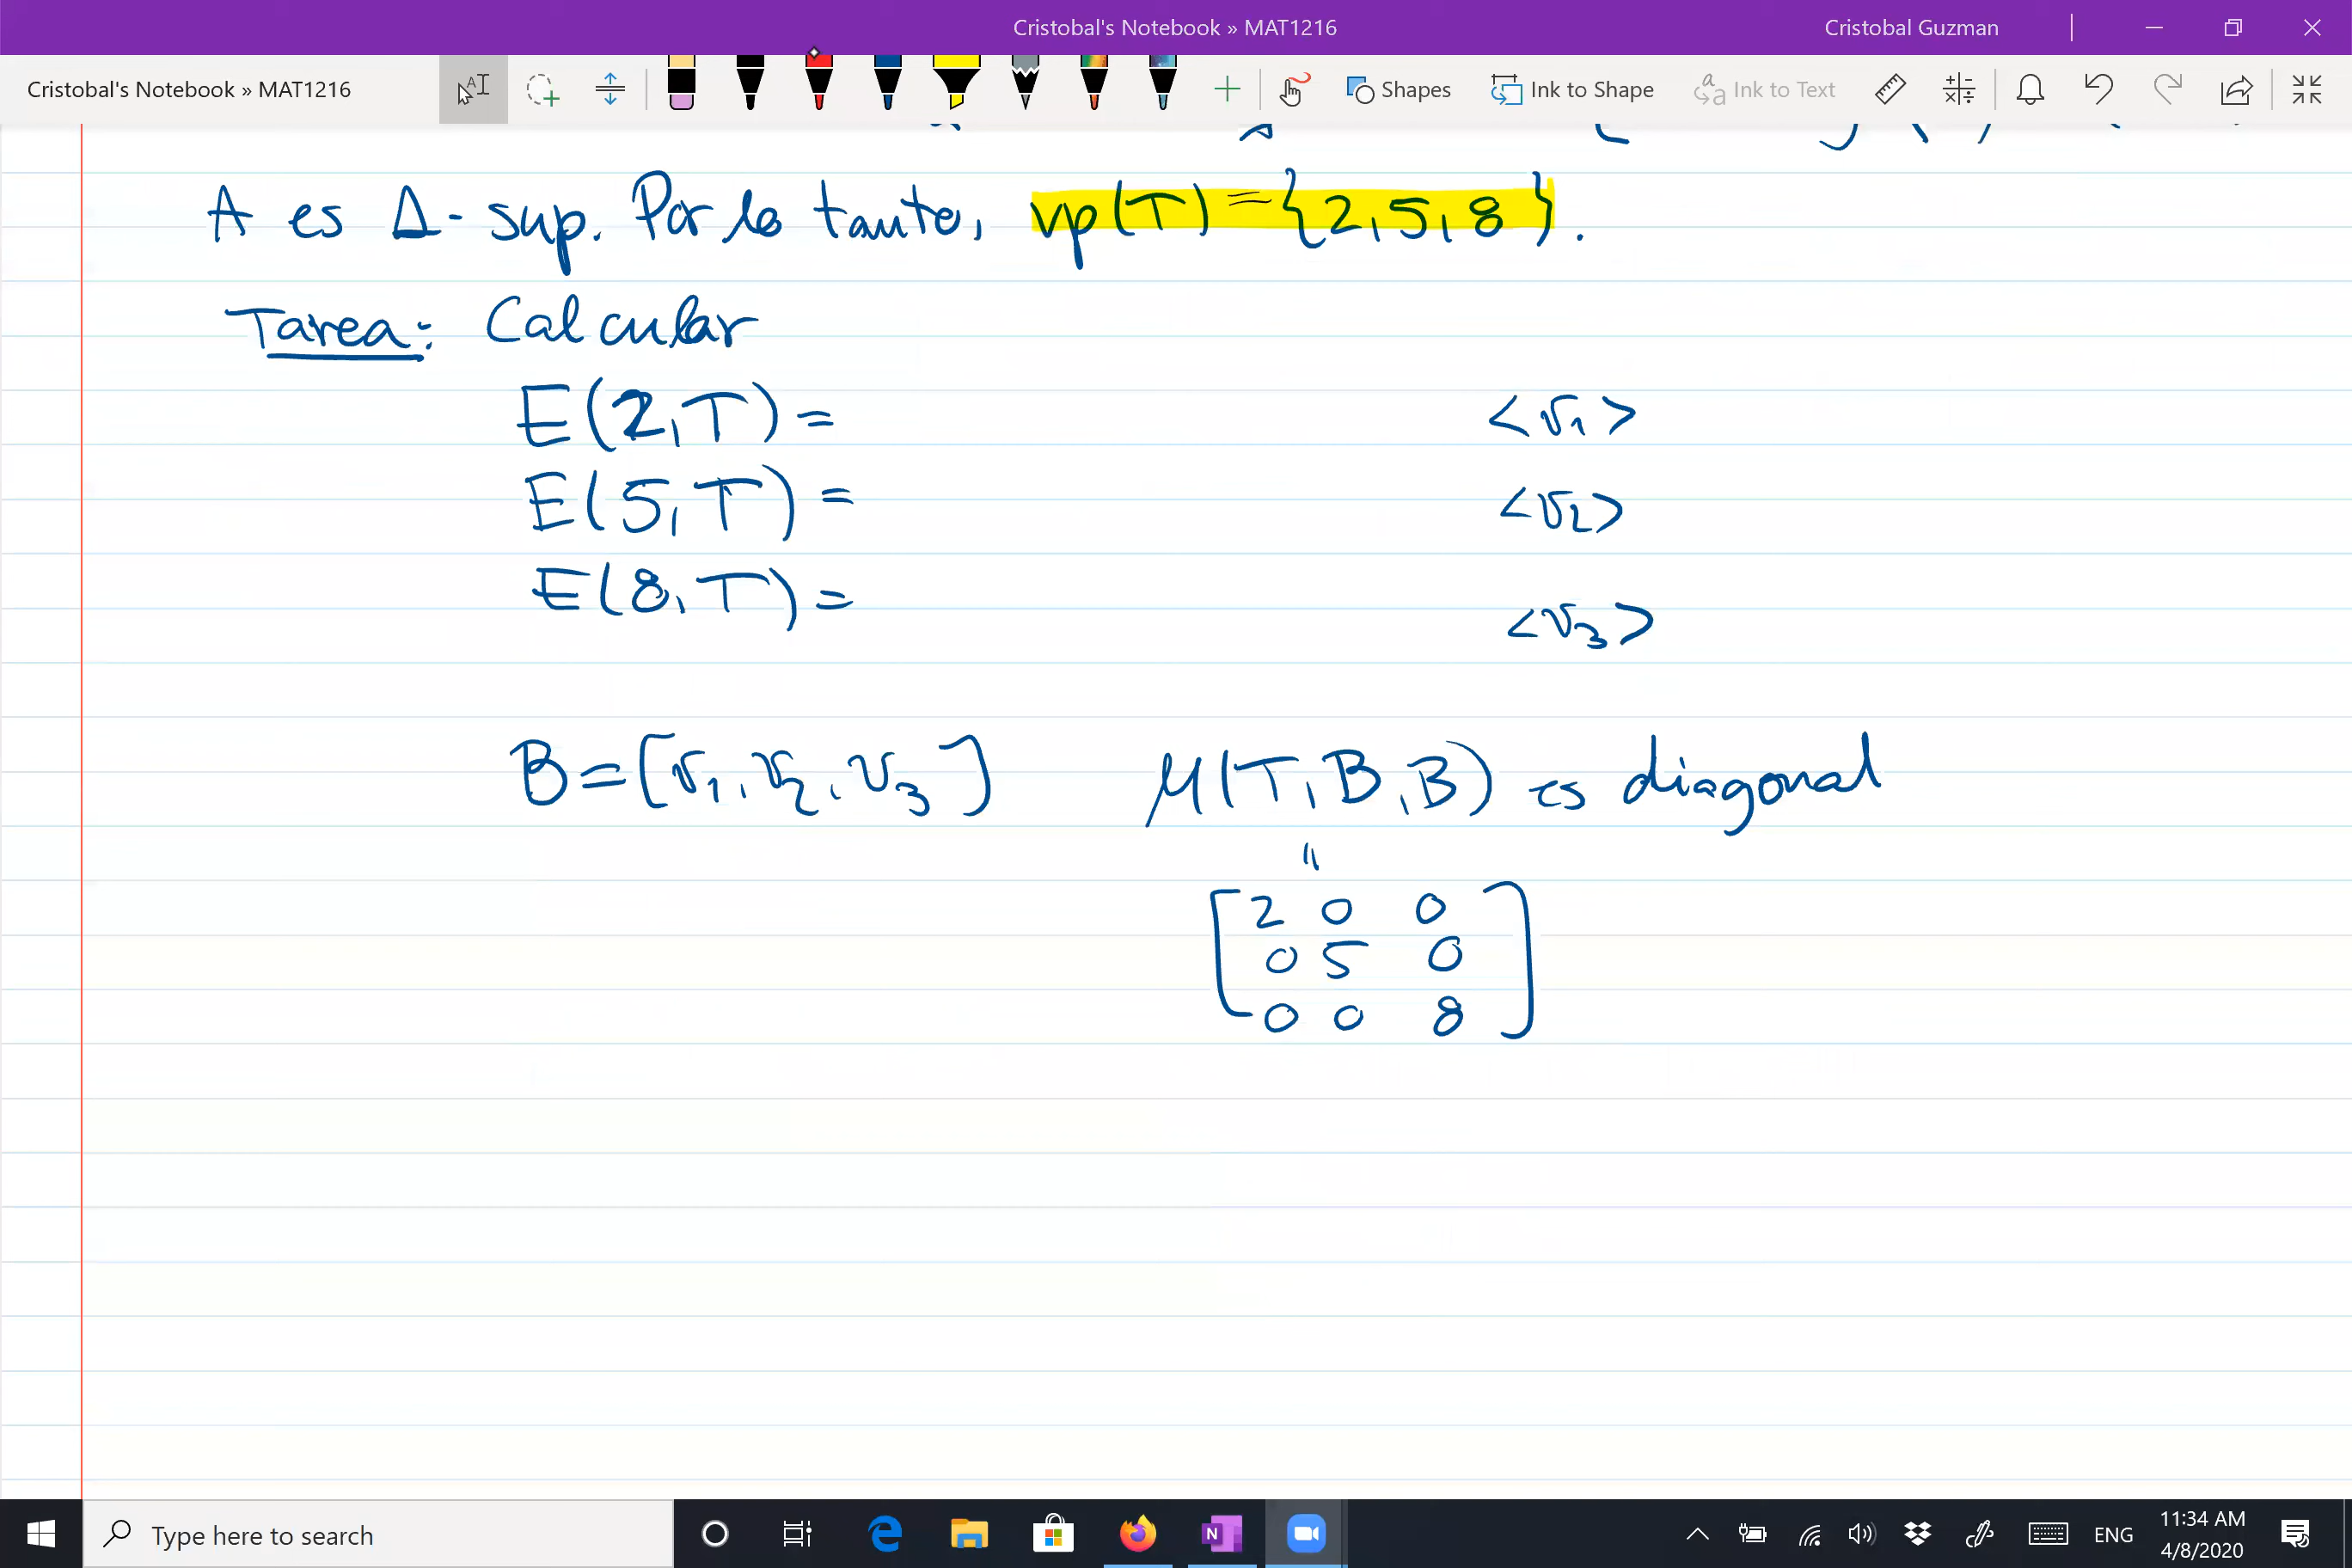 Cristobal's Notebook » MAT1216
Cristobal Guzman
Cristobal's Notebook » MAT1216
Shapes
Ink to Shape
Ink to Text
A es Δ-sup. Por lo tanto, vp(T) = {2,5,8}.
Tarea: Calcular
E(2,T) = <v₁>
E(5,T) = <v₂>
E(8,T) = <v₃>
B = [v₁, v₂, v₃] M(T,B,B) es diagonal
"
[2 0 0
0 5 0
0 0 8]
Type here to search
ENG
11:34 AM
4/8/2020